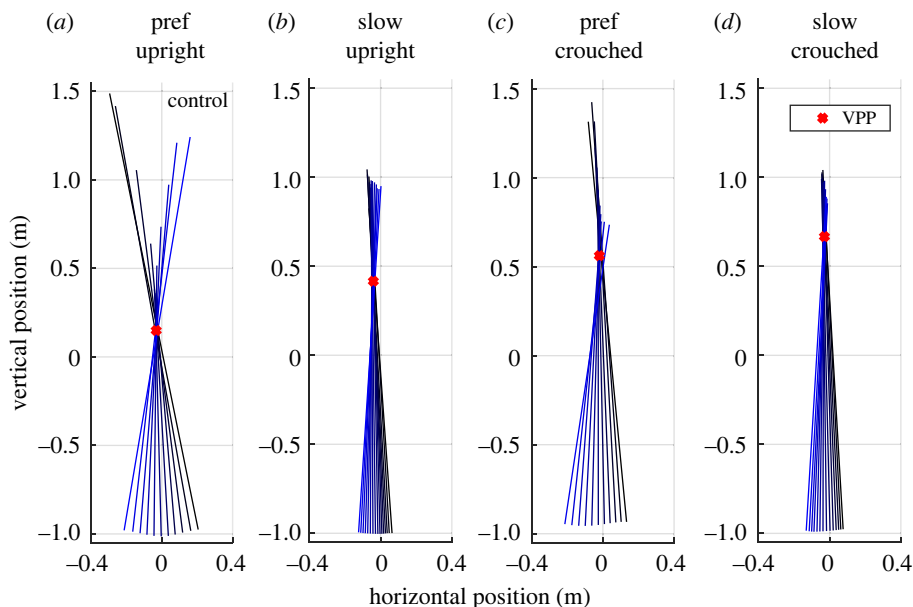 (a) pref upright
(b) slow upright
(c) pref crouched
(d) slow crouched
control
VPP
1.5
1.0
0.5
0
−0.5
−1.0
1.5
1.0
0.5
0
−0.5
−1.0
1.5
1.0
0.5
0
−0.5
−1.0
1.5
1.0
0.5
0
−0.5
−1.0
vertical position (m)
−0.4 0 0.4
−0.4 0 0.4
−0.4 0 0.4
−0.4 0 0.4
horizontal position (m)